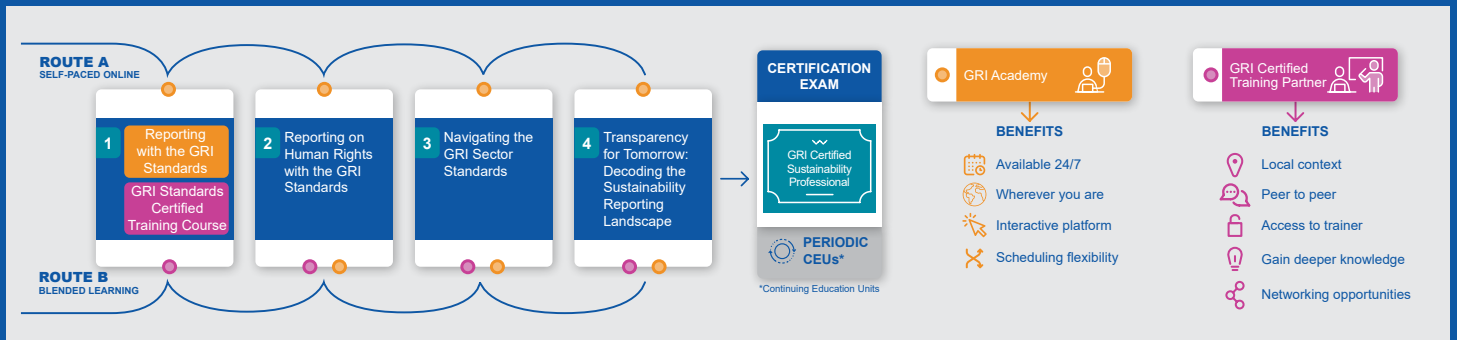 ROUTE A
SELF-PACED ONLINE
1
Reporting
with the GRI
Standards
GRI Standards
Certified
Training Course
2
Reporting on
Human Rights
with the GRI
Standards
3
Navigating the
GRI Sector
Standards
4
Transparency
for Tomorrow:
Decoding the
Sustainability
Reporting
Landscape
ROUTE B
BLENDED LEARNING
CERTIFICATION
EXAM
GRI Certified
Sustainability
Professional
PERIODIC
CEUs*
*Continuing Education Units
GRI Academy
BENEFITS
Available 24/7
Wherever you are
Interactive platform
Scheduling flexibility
GRI Certified
Training Partner
BENEFITS
Local context
Peer to peer
Access to trainer
Gain deeper knowledge
Networking opportunities